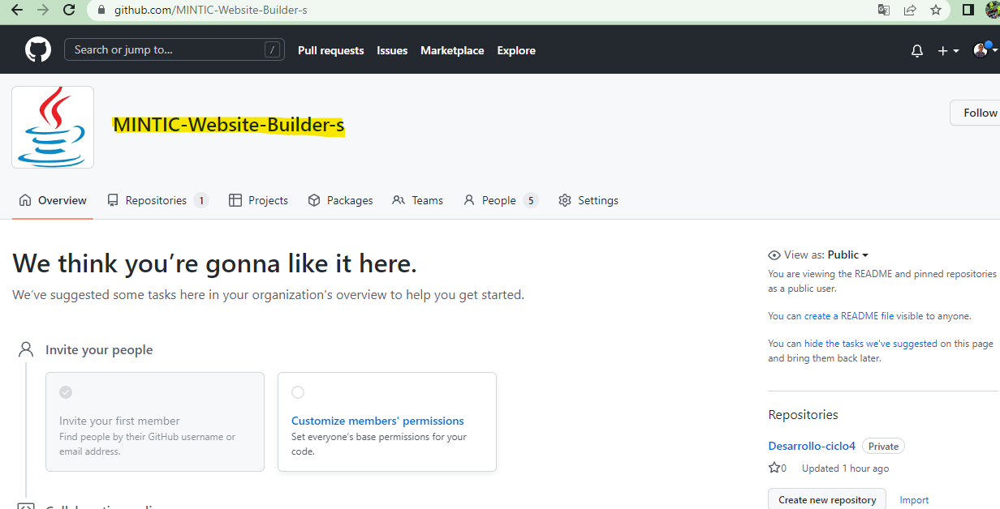 github.com/MINTIC-Website-Builder-s
Search or jump to... /
Pull requests Issues Marketplace Explore
MINTIC-Website-Builder-s
Follow
Overview Repositories 1 Projects Packages Teams People 5 Settings
We think you’re gonna like it here.
We’ve suggested some tasks here in your organization's overview to help you get started.
Invite your people
Invite your first member
Find people by their GitHub username or
email address.
Customize members' permissions
Set everyone's base permissions for your
code.
View as: Public
You are viewing the README and pinned repositories
as a public user.
You can create a README file visible to anyone.
You can hide the tasks we've suggested on this page
and bring them back later.
Repositories
Desarrollo-ciclo4 Private
0 Updated 1 hour ago
Create new repository Import